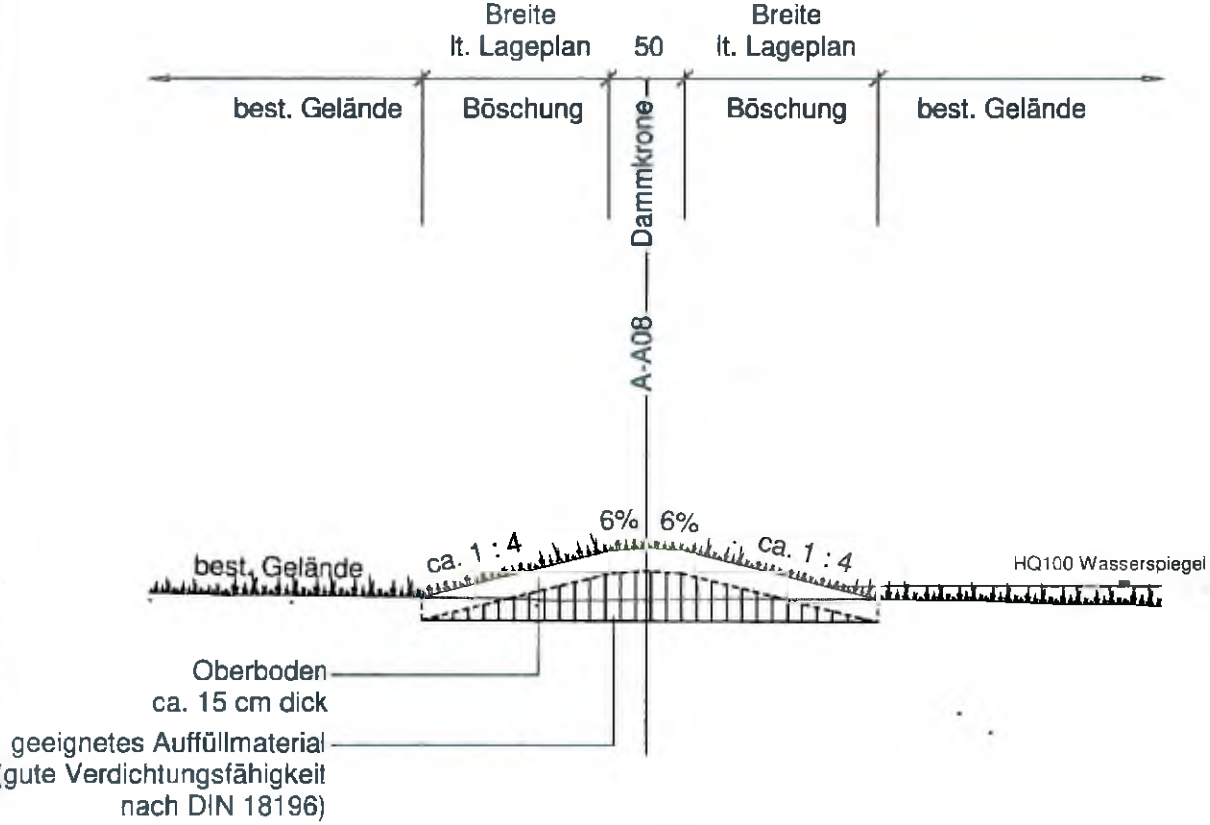 Breite
lt. Lageplan
50
Breite
lt. Lageplan
best. Gelände
Böschung
Dammkrone
Böschung
best. Gelände
A-A08
6%
6%
ca. 1 : 4
ca. 1 : 4
best. Gelände
HQ100 Wasserspiegel
Oberboden
ca. 15 cm dick
geeignetes Auffüllmaterial
(gute Verdichtungsfähigkeit
nach DIN 18196)